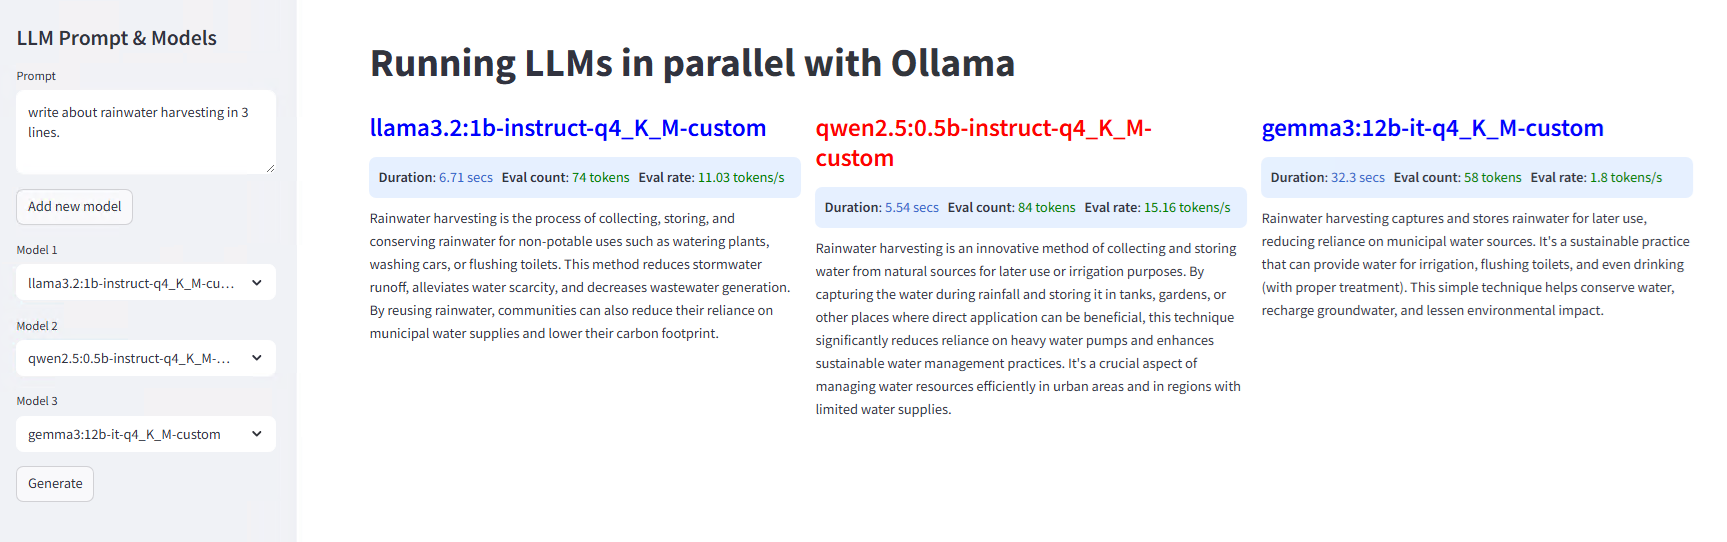 LLM Prompt & Models
Prompt
write about rainwater harvesting in 3
lines.
Add new model
Model 1
llama3.2:1b-instruct-q4_K_M-cu...
Model 2
qwen2.5:0.5b-instruct-q4_K_M-...
Model 3
gemma3:12b-it-q4_K_M-custom
Generate
Running LLMs in parallel with Ollama
llama3.2:1b-instruct-q4_K_M-custom
Duration: 6.71 secs Eval count: 74 tokens Eval rate: 11.03 tokens/s
Rainwater harvesting is the process of collecting, storing, and
conserving rainwater for non-potable uses such as watering plants,
washing cars, or flushing toilets. This method reduces stormwater
runoff, alleviates water scarcity, and decreases wastewater generation.
By reusing rainwater, communities can also reduce their reliance on
municipal water supplies and lower their carbon footprint.
qwen2.5:0.5b-instruct-q4_K_M-
custom
Duration: 5.54 secs Eval count: 84 tokens Eval rate: 15.16 tokens/s
Rainwater harvesting is an innovative method of collecting and storing
water from natural sources for later use or irrigation purposes. By
capturing the water during rainfall and storing it in tanks, gardens, or
other places where direct application can be beneficial, this technique
significantly reduces reliance on heavy water pumps and enhances
sustainable water management practices. It's a crucial aspect of
managing water resources efficiently in urban areas and in regions with
limited water supplies.
gemma3:12b-it-q4_K_M-custom
Duration: 32.3 secs Eval count: 58 tokens Eval rate: 1.8 tokens/s
Rainwater harvesting captures and stores rainwater for later use,
reducing reliance on municipal water sources. It's a sustainable practice
that can provide water for irrigation, flushing toilets, and even drinking
(with proper treatment). This simple technique helps conserve water,
recharge groundwater, and lessen environmental impact.